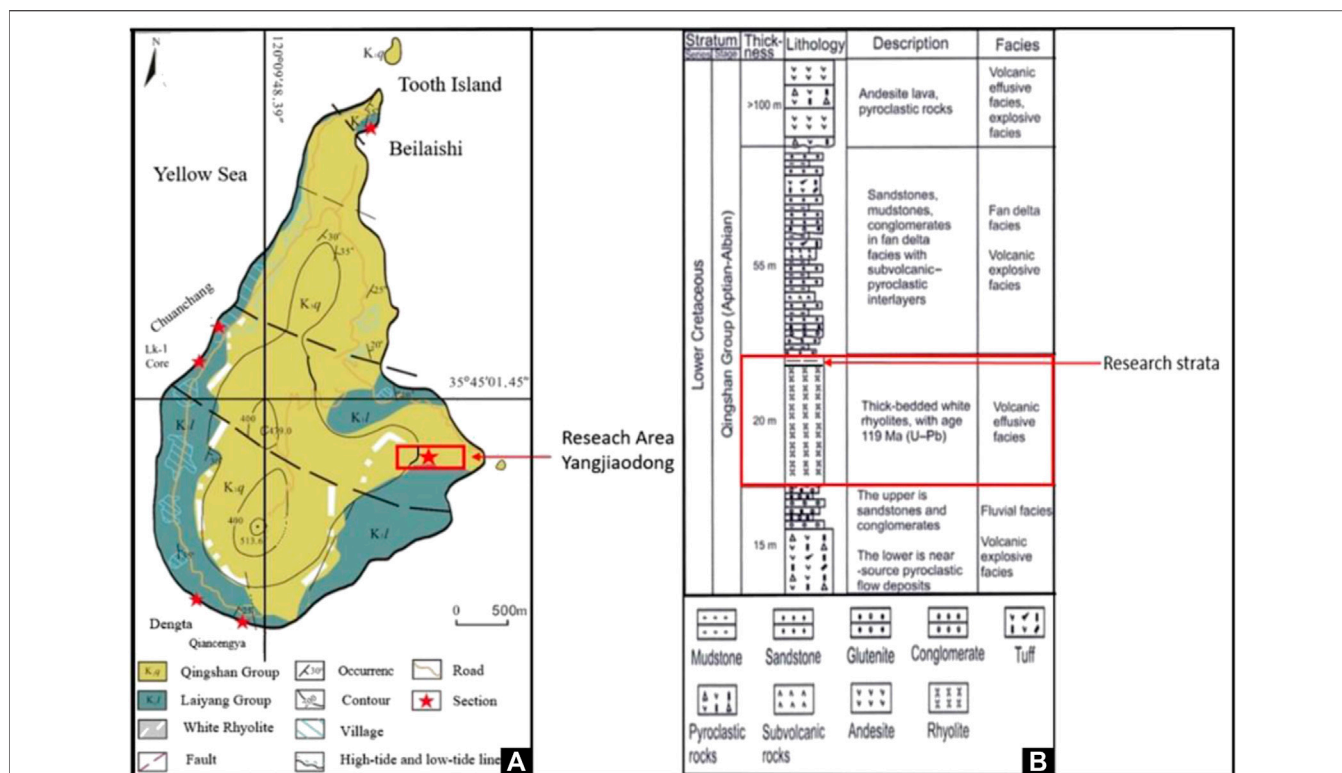 N
120°09'48.39"
K₁q
Tooth Island
Beilaishi
Yellow Sea
30°
35°
K₁q
25°
Chuanchang
20°
Lk-1
Core
35°45'01.45"
K₁l
K₁l
400
479.0
Reseach Area
Yangjiaodong
K₁q
400
513.6
K₁l
0 500m
Dengta
Qiancengya
K₁q Qingshan Group
30° Occurrenc
Road
K₁l Laiyang Group
Contour
Section
White Rhyolite
Village
Fault
High-tide and low-tide line
A
Stratum
Series Stage
Thick-
ness
Lithology
Description
Facies
Lower Cretaceous
Qingshan Group (Aptian-Albian)
>100 m
Andesite lava,
pyroclastic rocks
Volcanic
effusive
facies,
explosive
facies
55 m
Sandstones,
mudstones,
conglomerates
in fan delta
facies with
subvolcanic–
pyroclastic
interlayers
Fan delta
facies
Volcanic
explosive
facies
Research strata
20 m
Thick-bedded white
rhyolites, with age
119 Ma (U–Pb)
Volcanic
effusive
facies
15 m
The upper is
sandstones and
conglomerates
Fluvial facies
The lower is near
-source pyroclastic
flow deposits
Volcanic
explosive
facies
Mudstone
Sandstone
Glutenite
Conglomerate
Tuff
Pyroclastic
rocks
Subvolcanic
rocks
Andesite
Rhyolite
B